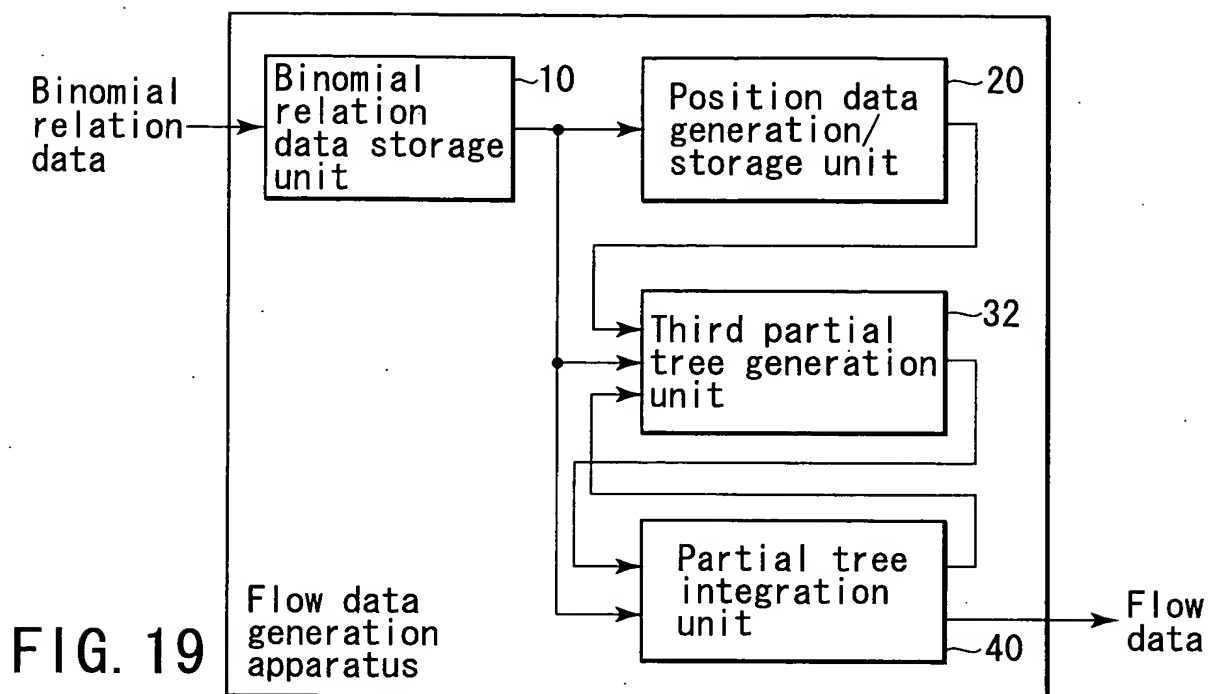 Binomial
relation
data
Binomial
relation
data storage
unit
10
Position data
generation/
storage unit
20
Third partial
tree generation
unit
32
Partial tree
integration
unit
40
Flow data
generation
apparatus
Flow
data
FIG. 19